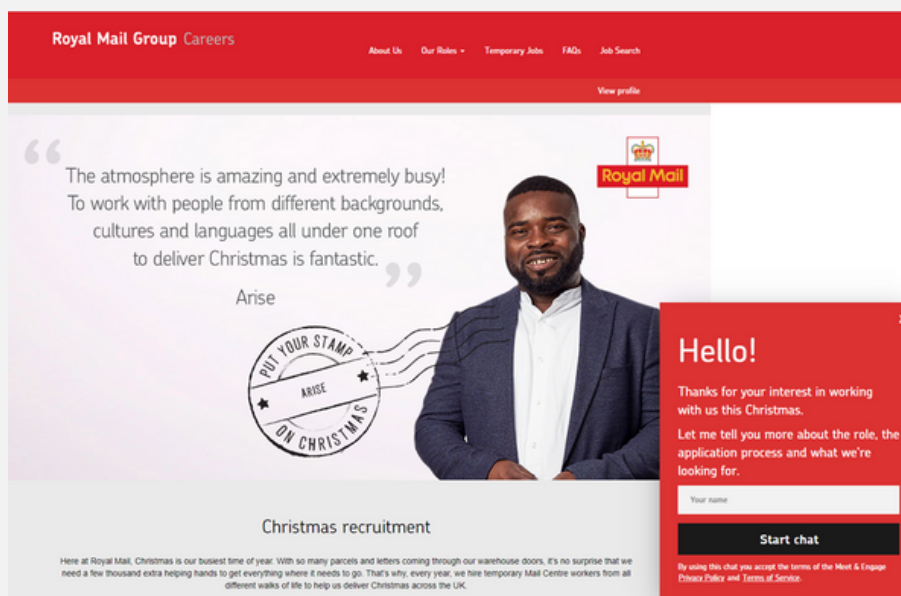 Royal Mail Group Careers
About Us Our Roles Temporary Jobs FAQs Job Search
View profile
“
The atmosphere is amazing and extremely busy!
To work with people from different backgrounds,
cultures and languages all under one roof
to deliver Christmas is fantastic.
”
Arise
Royal Mail
PUT YOUR STAMP
ARISE
ON CHRISTMAS
Hello!
Thanks for your interest in working
with us this Christmas.
Let me tell you more about the role, the
application process and what we're
looking for.
Your name
Start chat
By using this chat you accept the terms of the Meet & Engage
Privacy Policy and Terms of Service.
Christmas recruitment
Here at Royal Mail, Christmas is our busiest time of year. With so many parcels and letters coming through our warehouse doors, it's no surprise that we
need a few thousand extra helping hands to get everything where it needs to go. That's why, every year, we hire temporary Mail Centre workers from all
different walks of life to help us deliver Christmas across the UK.